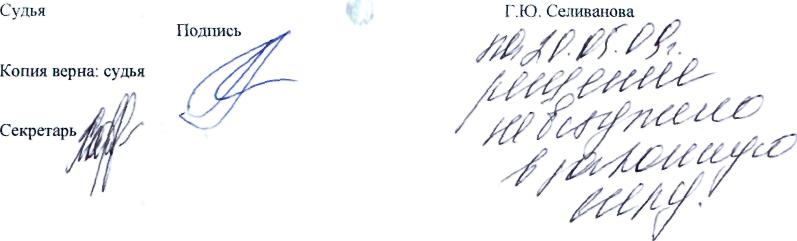 Судья
Подпись
Г.Ю. Селиванова
на 20.05.09г.
решение
не вступило
в законную
силу.
Копия верна: судья
Секретарь